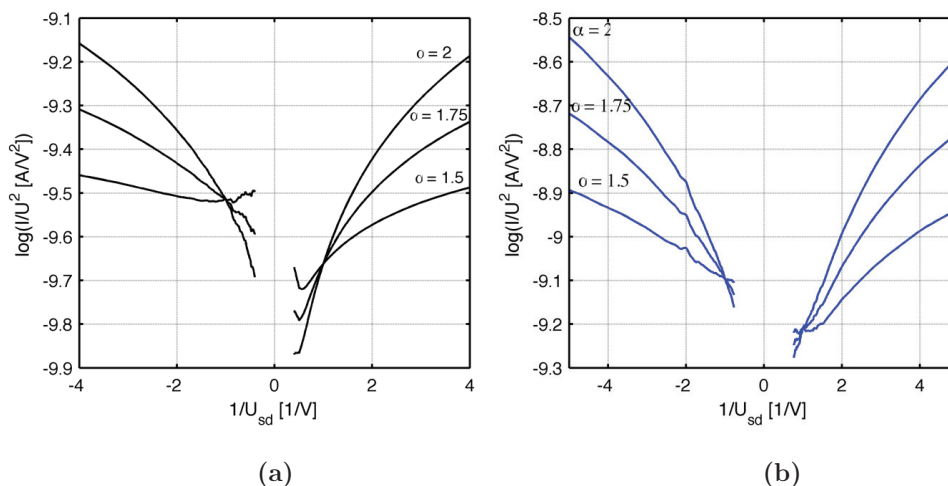 -9.1
-9.2
-9.3
-9.4
-9.5
-9.6
-9.7
-9.8
-9.9
log(I/U² [A/V²])
-4 -2 0 2 4
1/U_sd [1/V]
α = 2
α = 1.75
α = 1.5
(a)
-8.5
-8.6
-8.7
-8.8
-8.9
-9
-9.1
-9.2
-9.3
log(I/U² [A/V²])
-4 -2 0 2 4
1/U_sd [1/V]
α = 2
α = 1.75
α = 1.5
(b)